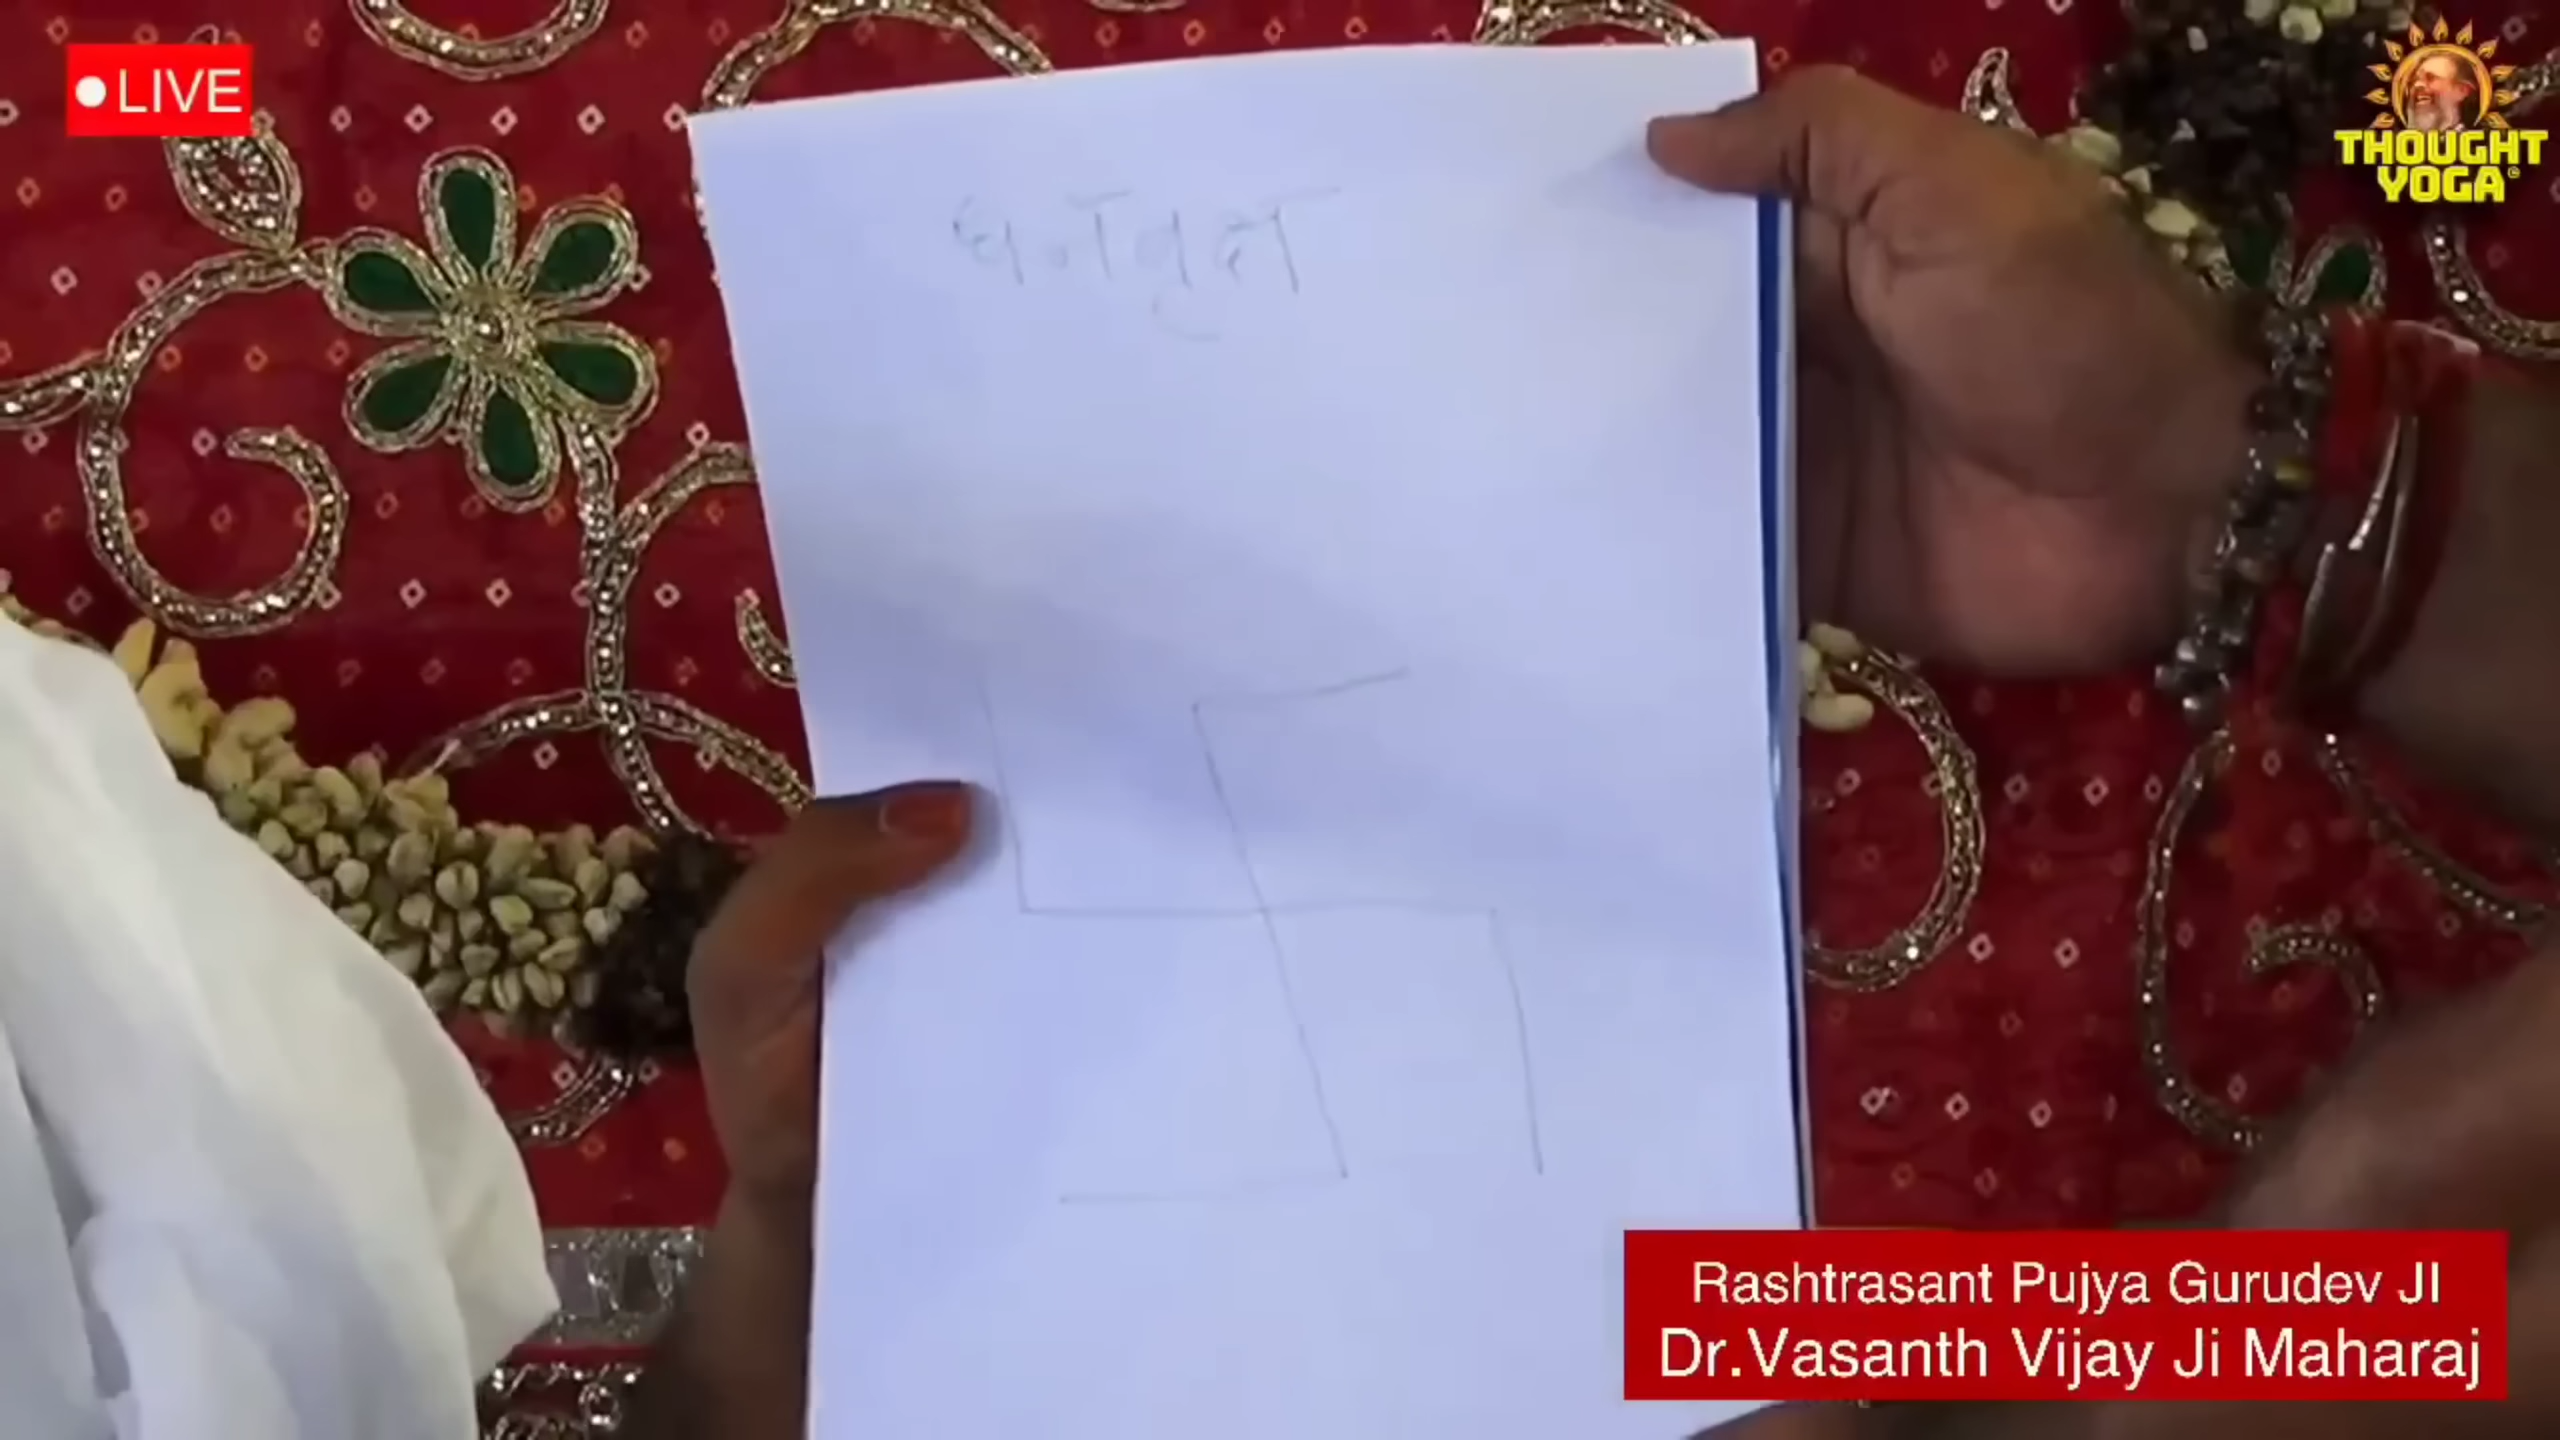 LIVE
THOUGHT
YOGA
Rashtrasant Pujya Gurudev JI
Dr.Vasanth Vijay Ji Maharaj